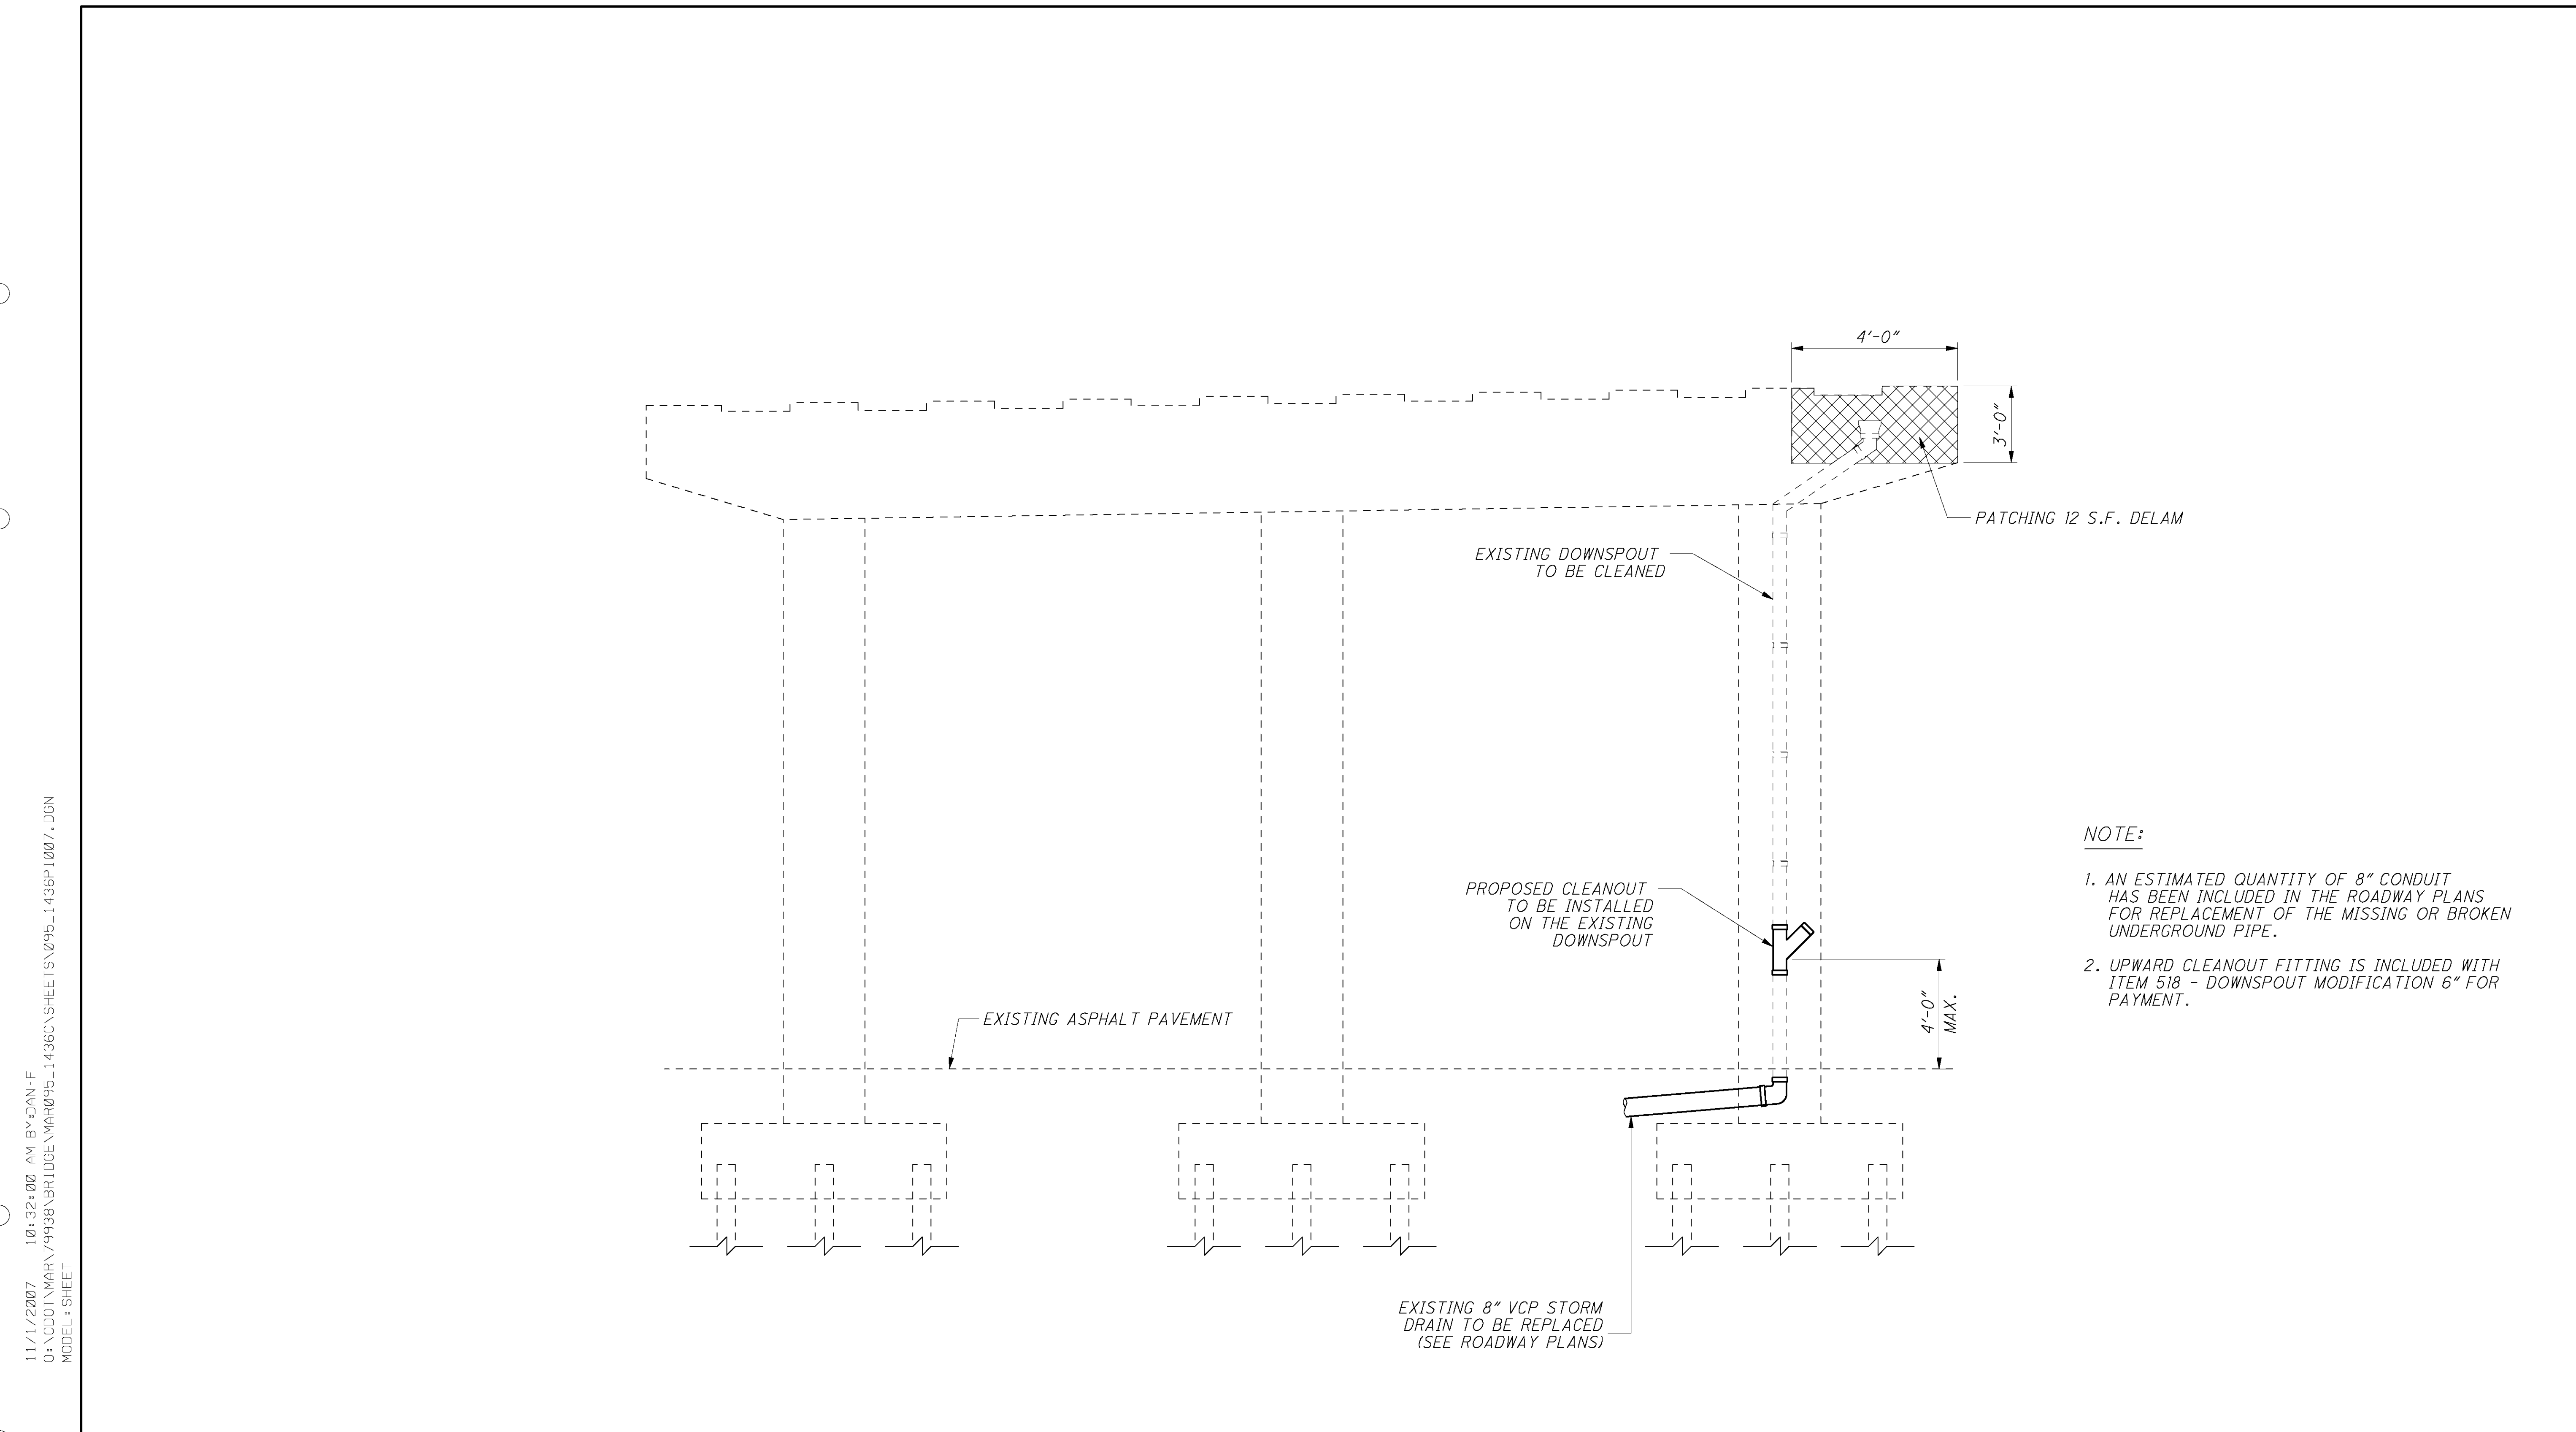 4'-0"
3'-0"
PATCHING 12 S.F. DELAM
EXISTING DOWNSPOUT
TO BE CLEANED
PROPOSED CLEANOUT
TO BE INSTALLED
ON THE EXISTING
DOWNSPOUT
4'-0"
MAX.
EXISTING ASPHALT PAVEMENT
EXISTING 8" VCP STORM
DRAIN TO BE REPLACED
(SEE ROADWAY PLANS)
NOTE:
1. AN ESTIMATED QUANTITY OF 8" CONDUIT
HAS BEEN INCLUDED IN THE ROADWAY PLANS
FOR REPLACEMENT OF THE MISSING OR BROKEN
UNDERGROUND PIPE.
2. UPWARD CLEANOUT FITTING IS INCLUDED WITH
ITEM 518 - DOWNSPOUT MODIFICATION 6" FOR
PAYMENT.
11/1/2007 10:32:00 AM BY:DAN-F
O:\ODOT\MAR\79938\BRIDGE\MAR095_1436C\SHEETS\095_1436PI007.DGN
MODEL:SHEET